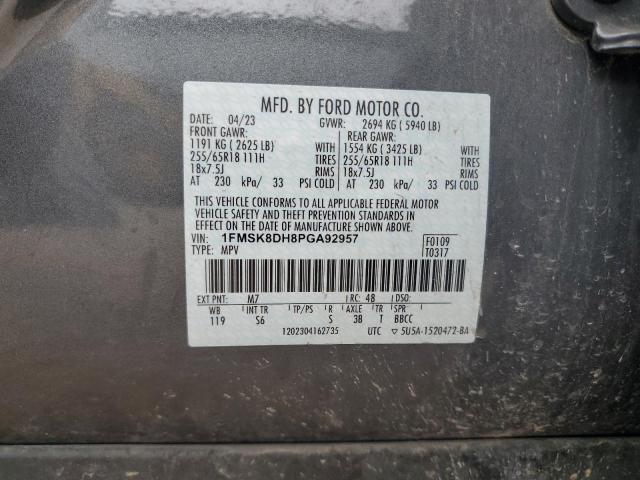 MFD. BY FORD MOTOR CO.
DATE: 04/23 GVWR: 2694 KG ( 5940 LB)
FRONT GAWR: REAR GAWR:
1191 KG ( 2625 LB) WITH 1554 KG ( 3425 LB) WITH
255/65R18 111H TIRES 255/65R18 111H TIRES
18x7.5J RIMS 18x7.5J RIMS
AT 230 kPa/ 33 PSI COLD AT 230 kPa/ 33 PSI COLD
THIS VEHICLE CONFORMS TO ALL APPLICABLE FEDERAL MOTOR
VEHICLE SAFETY AND THEFT PREVENTION STANDARDS IN
EFFECT ON THE DATE OF MANUFACTURE SHOWN ABOVE.
VIN: 1FMSK8DH8PGA92957 F0109
TYPE: MPV T0317
EXT PNT: M7 RC: 48 DSO:
WB INT TR TP/PS R AXLE TR SPR
119 S6 S 3B T BBCC
1202304162735 UTC ▽ 5U5A-1520472-BA